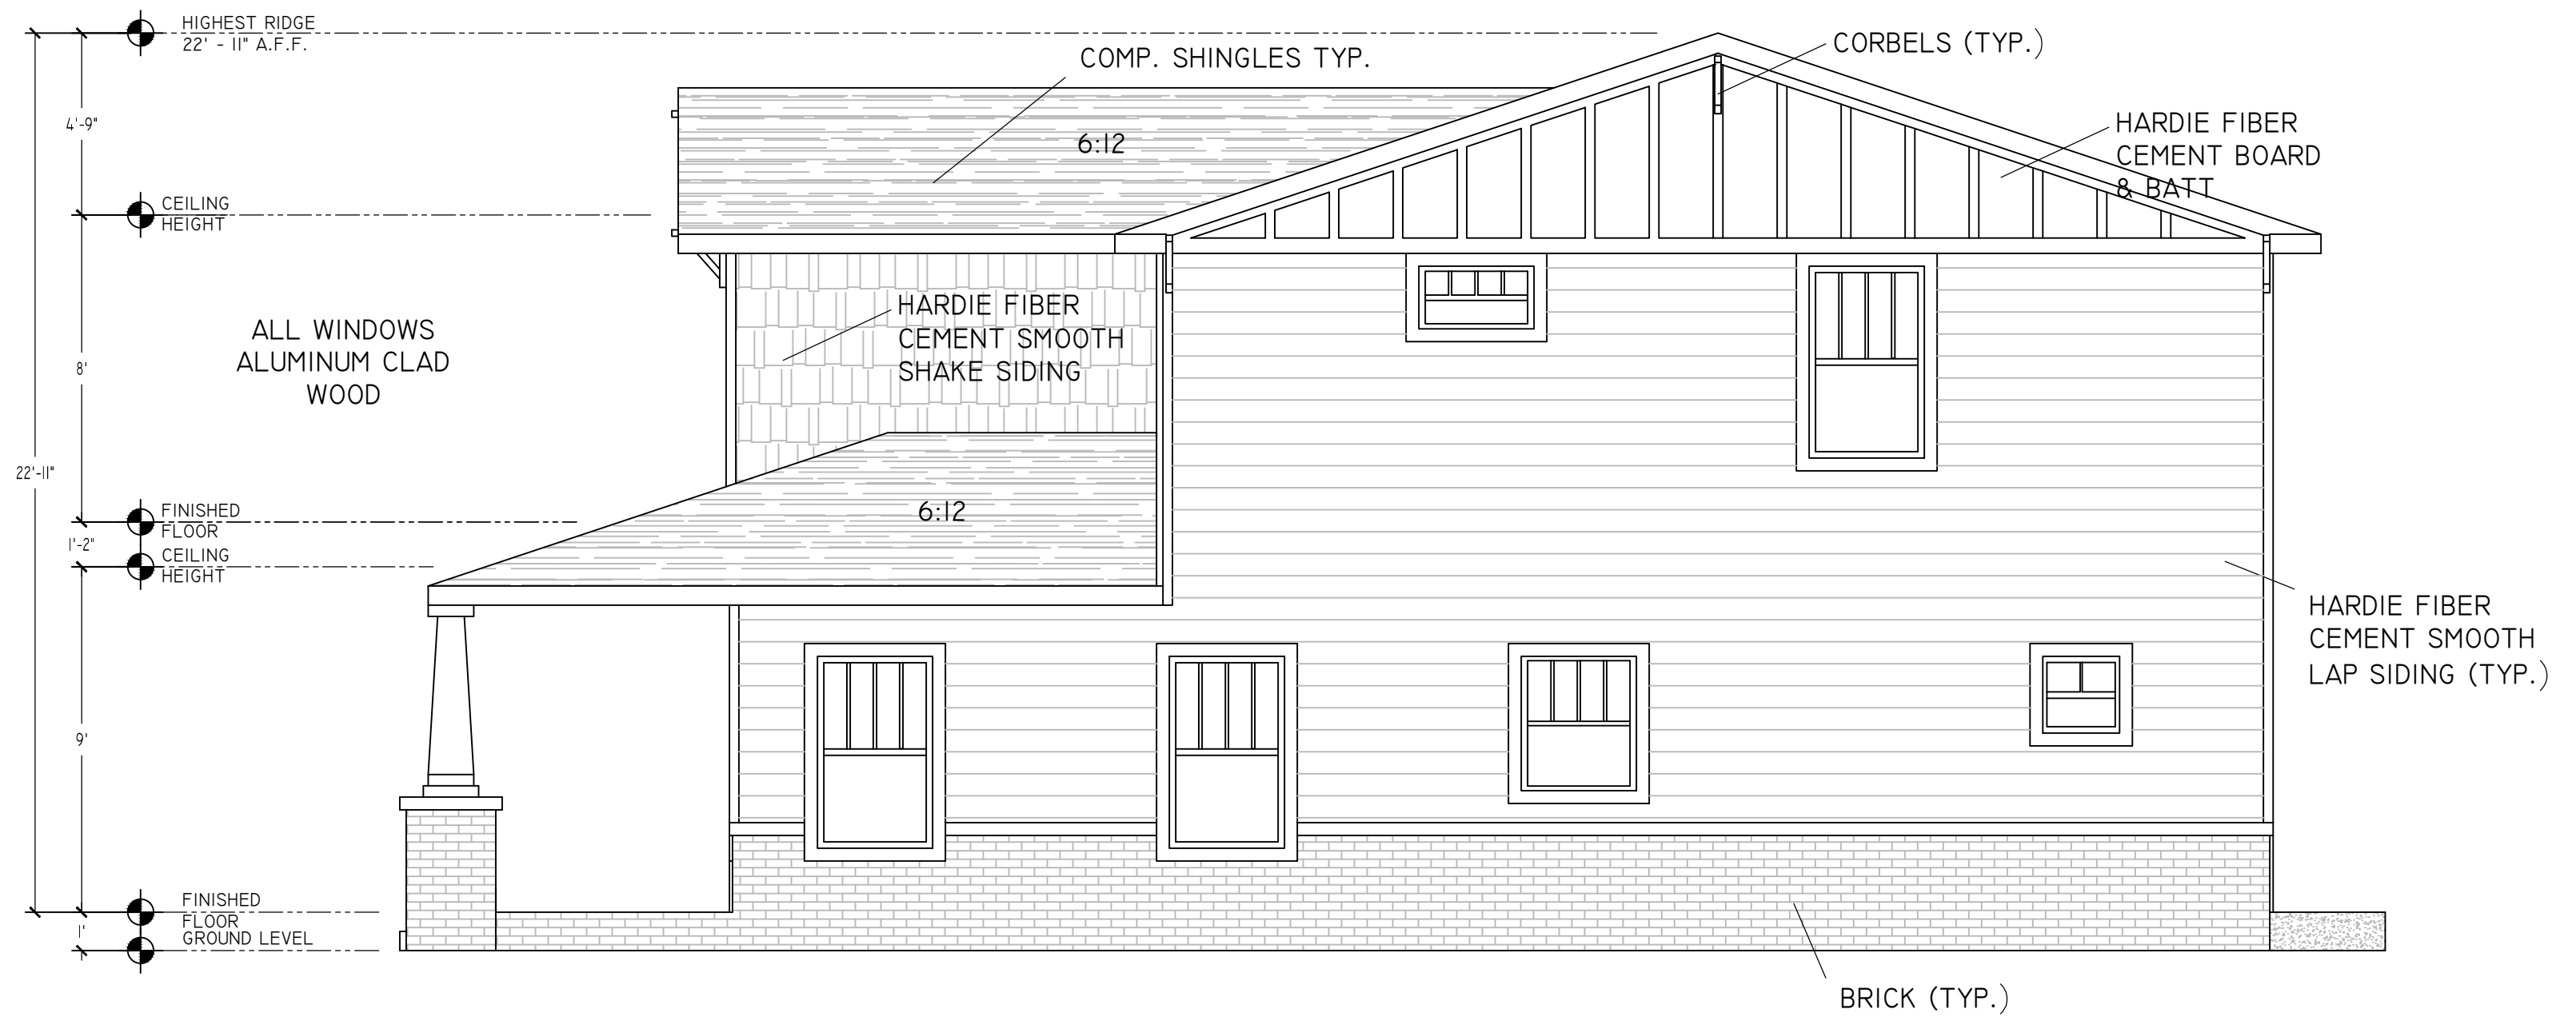 HIGHEST RIDGE
22' - 11" A.F.F.
COMP. SHINGLES TYP.
CORBELS (TYP.)
4'-9"
6:12
HARDIE FIBER
CEMENT BOARD
& BATT
CEILING
HEIGHT
ALL WINDOWS
ALUMINUM CLAD
WOOD
8'
HARDIE FIBER
CEMENT SMOOTH
SHAKE SIDING
22'-11"
FINISHED
FLOOR
6:12
1'-2"
CEILING
HEIGHT
HARDIE FIBER
CEMENT SMOOTH
LAP SIDING (TYP.)
9'
FINISHED
FLOOR
1'
GROUND LEVEL
BRICK (TYP.)